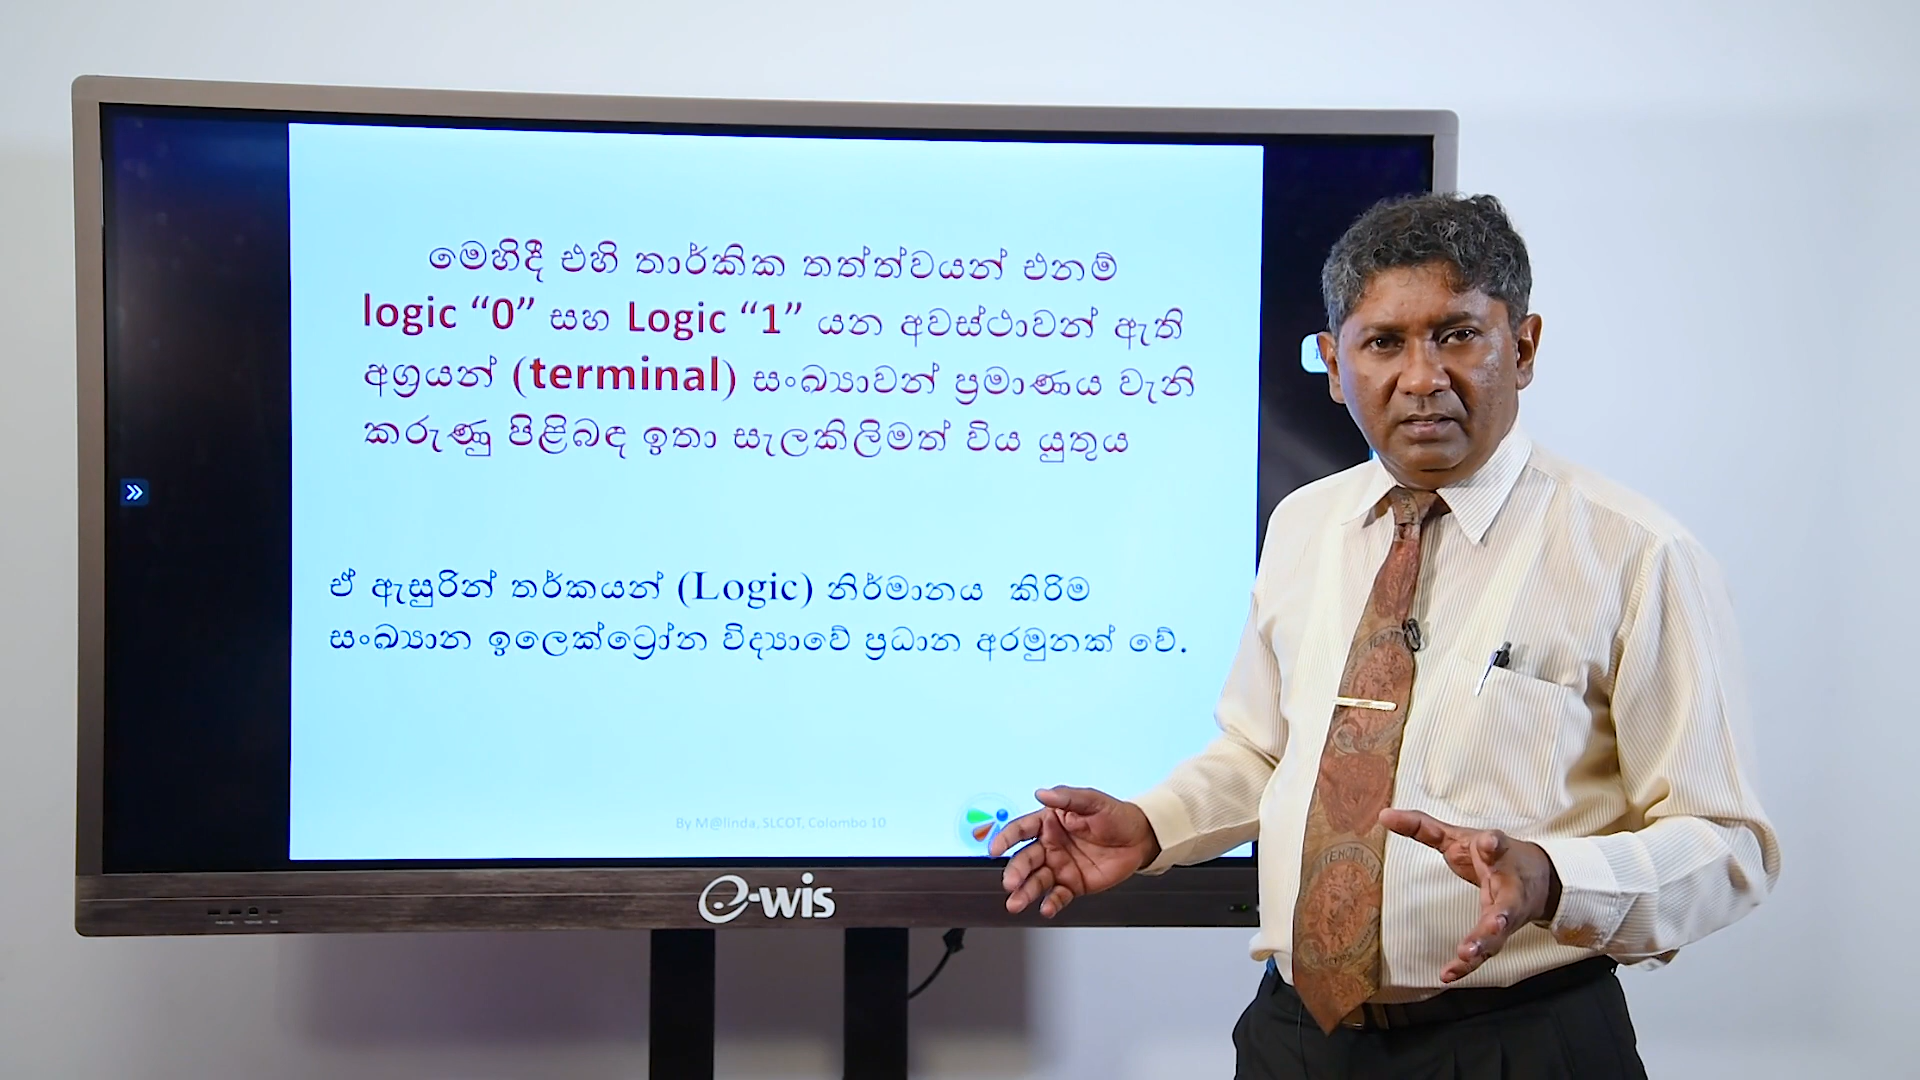 මෙහිදී එහි තාර්කික තත්ත්වයන් එනම්
logic “0” සහ Logic “1” යන අවස්ථාවන් ඇති
අග්‍රයන් (terminal) සංඛ්‍යාවන් ප්‍රමාණය වැනි
කරුණු පිළිබඳ ඉතා සැලකිලිමත් විය යුතුය
ඒ ඇසුරින් තර්කයන් (Logic) නිර්මානය කිරිම
සංඛ්‍යාන ඉලෙක්ට්‍රෝන විද්‍යාවේ ප්‍රධාන අරමුනක් වේ.
By M@linda, SLCOT, Colombo 10
e-wis